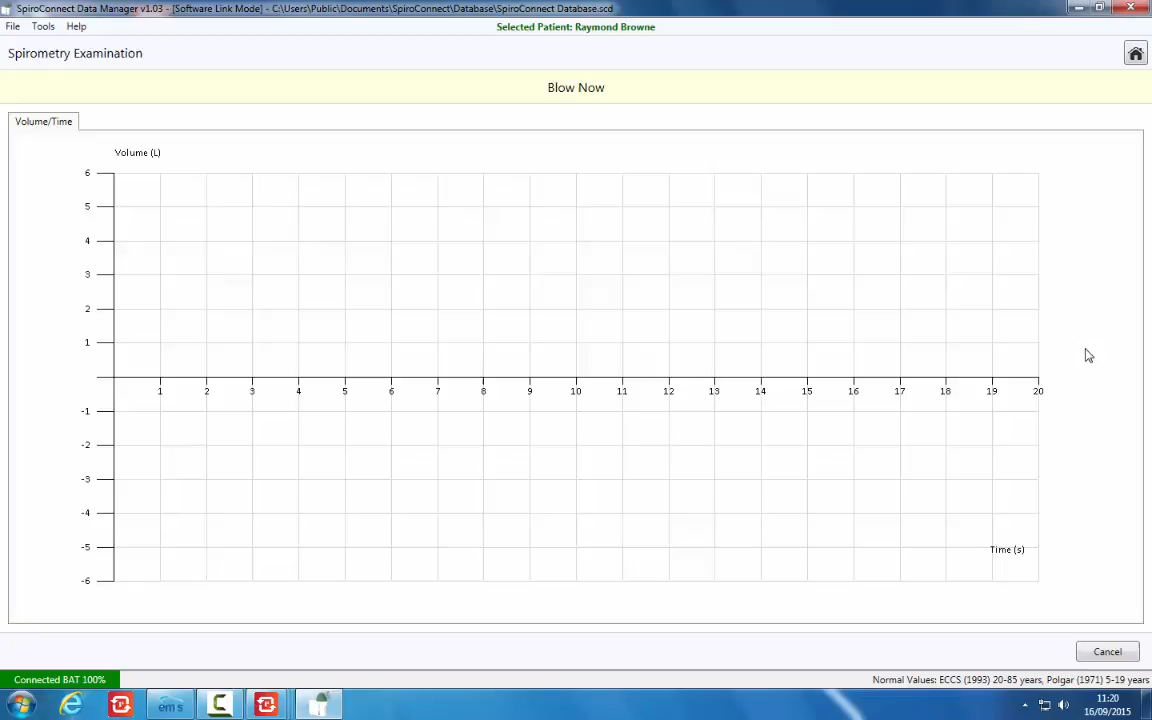 SpiroConnect Data Manager v1.03 - [Software Link Mode] - C:\Users\Public\Documents\SpiroConnect\Database\SpiroConnect Database.scd
File Tools Help
Selected Patient: Raymond Browne
Spirometry Examination
Blow Now
Volume/Time
Volume (L)
6
5
4
3
2
1
1 2 3 4 5 6 7 8 9 10 11 12 13 14 15 16 17 18 19 20
-1
-2
-3
-4
-5
Time (s)
-6
Cancel
Connected BAT 100%
Normal Values: ECCS (1993) 20-85 years, Polgar (1971) 5-19 years
ems
11:20
16/09/2015